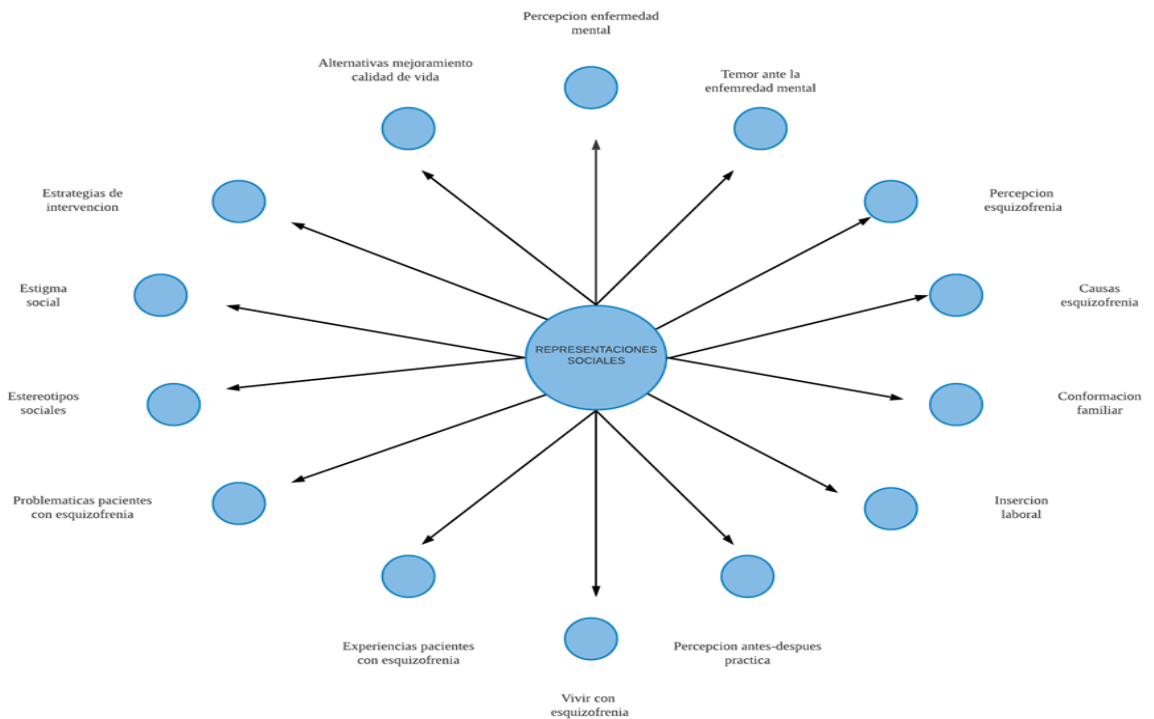 Percepcion enfermedad
mental
Alternativas mejoramiento
calidad de vida
Temor ante la
enfemredad mental
Estrategias de
intervencion
Percepcion
esquizofrenia
Estigma
social
Causas
esquizofrenia
REPRESENTACIONES
SOCIALES
Estereotipos
sociales
Conformacion
familiar
Problematicas pacientes
con esquizofrenia
Insercion
laboral
Experiencias pacientes
con esquizofrenia
Percepcion antes-despues
practica
Vivir con
esquizofrenia